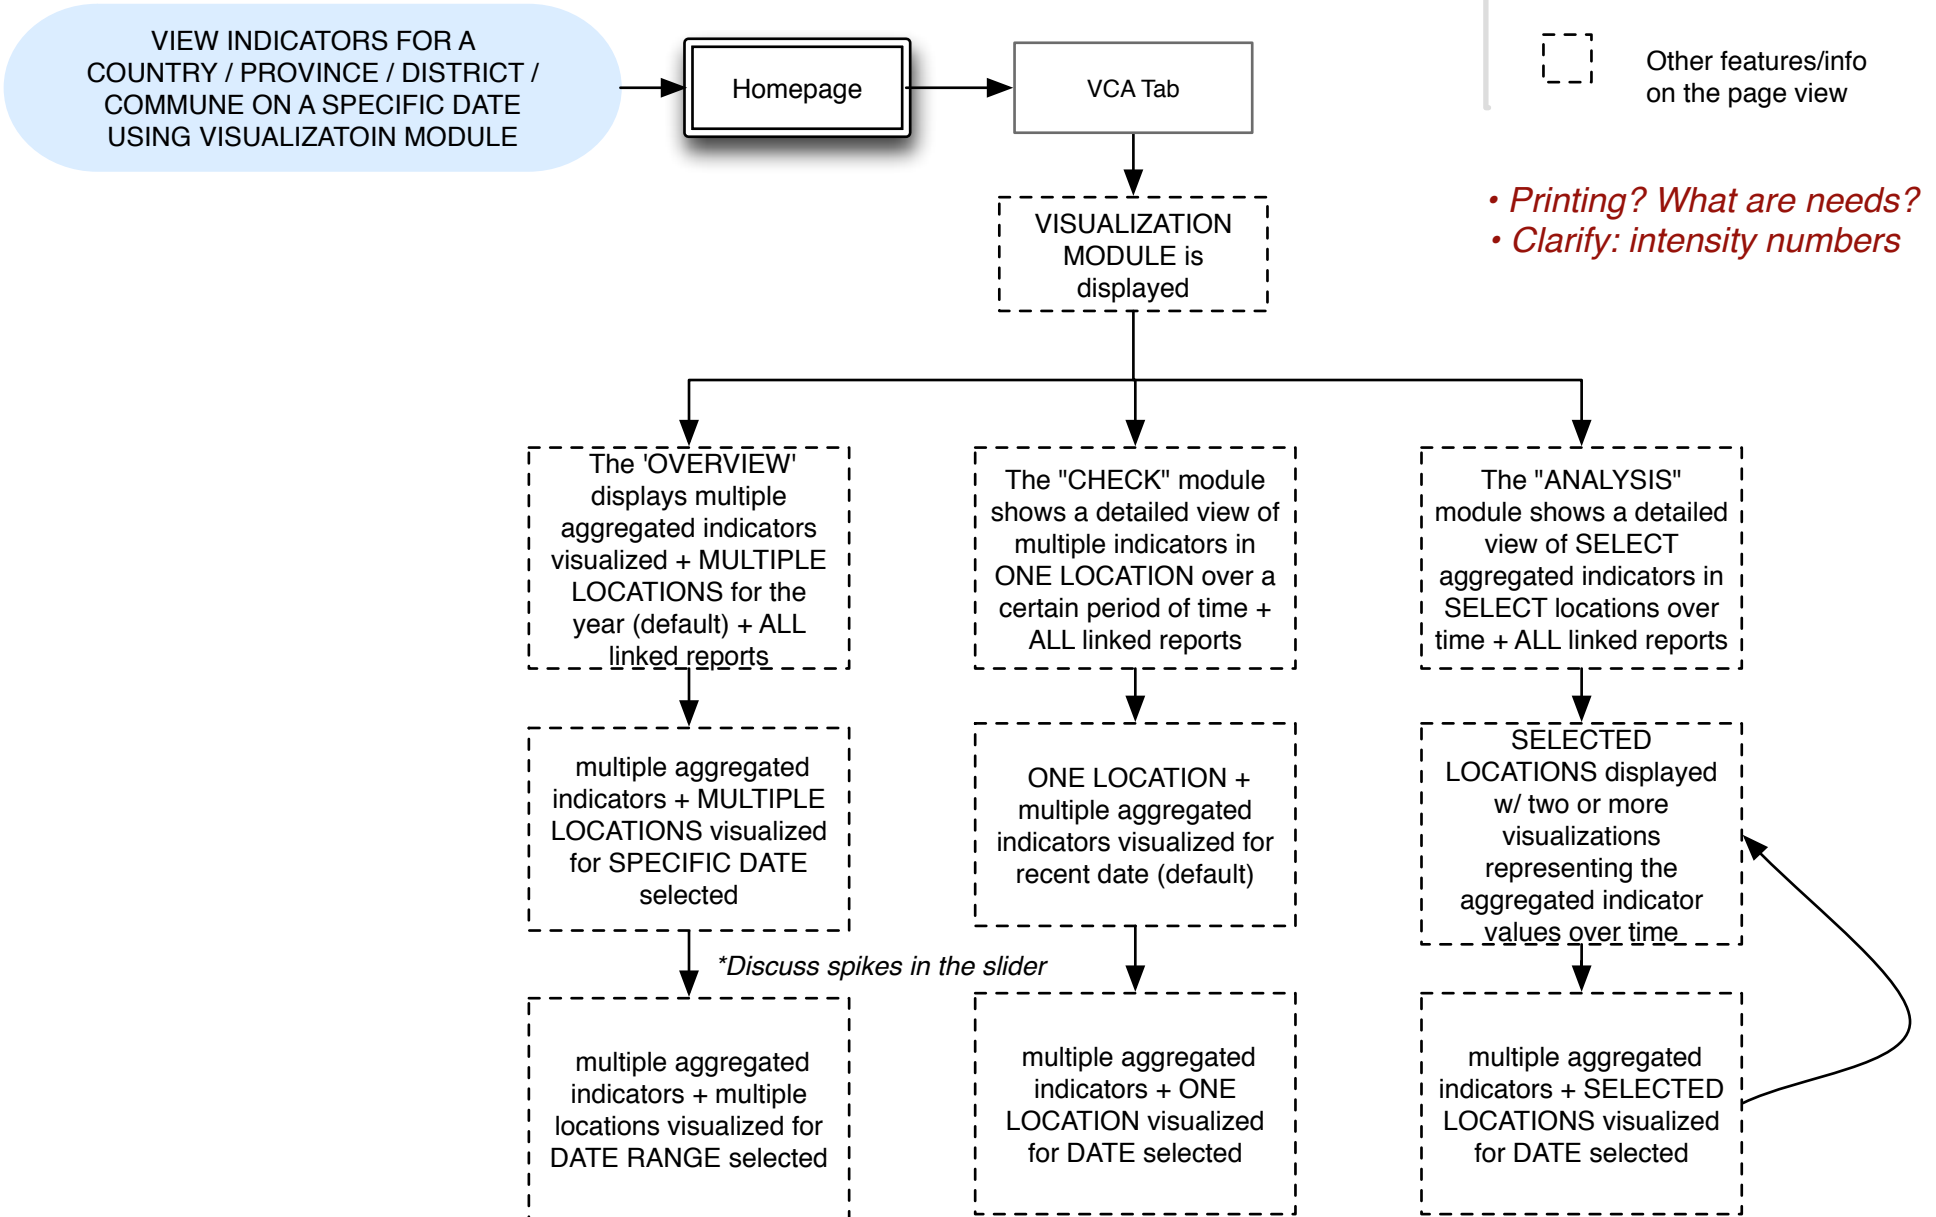 VIEW INDICATORS FOR A
COUNTRY / PROVINCE / DISTRICT /
COMMUNE ON A SPECIFIC DATE
USING VISUALIZATOIN MODULE
Homepage
VCA Tab
Other features/info
on the page view
• Printing? What are needs?
• Clarify: intensity numbers
VISUALIZATION
MODULE is
displayed
The 'OVERVIEW'
displays multiple
aggregated indicators
visualized + MULTIPLE
LOCATIONS for the
year (default) + ALL
linked reports
The "CHECK" module
shows a detailed view of
multiple indicators in
ONE LOCATION over a
certain period of time +
ALL linked reports
The "ANALYSIS"
module shows a detailed
view of SELECT
aggregated indicators in
SELECT locations over
time + ALL linked reports
multiple aggregated
indicators + MULTIPLE
LOCATIONS visualized
for SPECIFIC DATE
selected
ONE LOCATION +
multiple aggregated
indicators visualized for
recent date (default)
SELECTED
LOCATIONS displayed
w/ two or more
visualizations
representing the
aggregated indicator
values over time
*Discuss spikes in the slider
multiple aggregated
indicators + multiple
locations visualized for
DATE RANGE selected
multiple aggregated
indicators + ONE
LOCATION visualized
for DATE selected
multiple aggregated
indicators + SELECTED
LOCATIONS visualized
for DATE selected